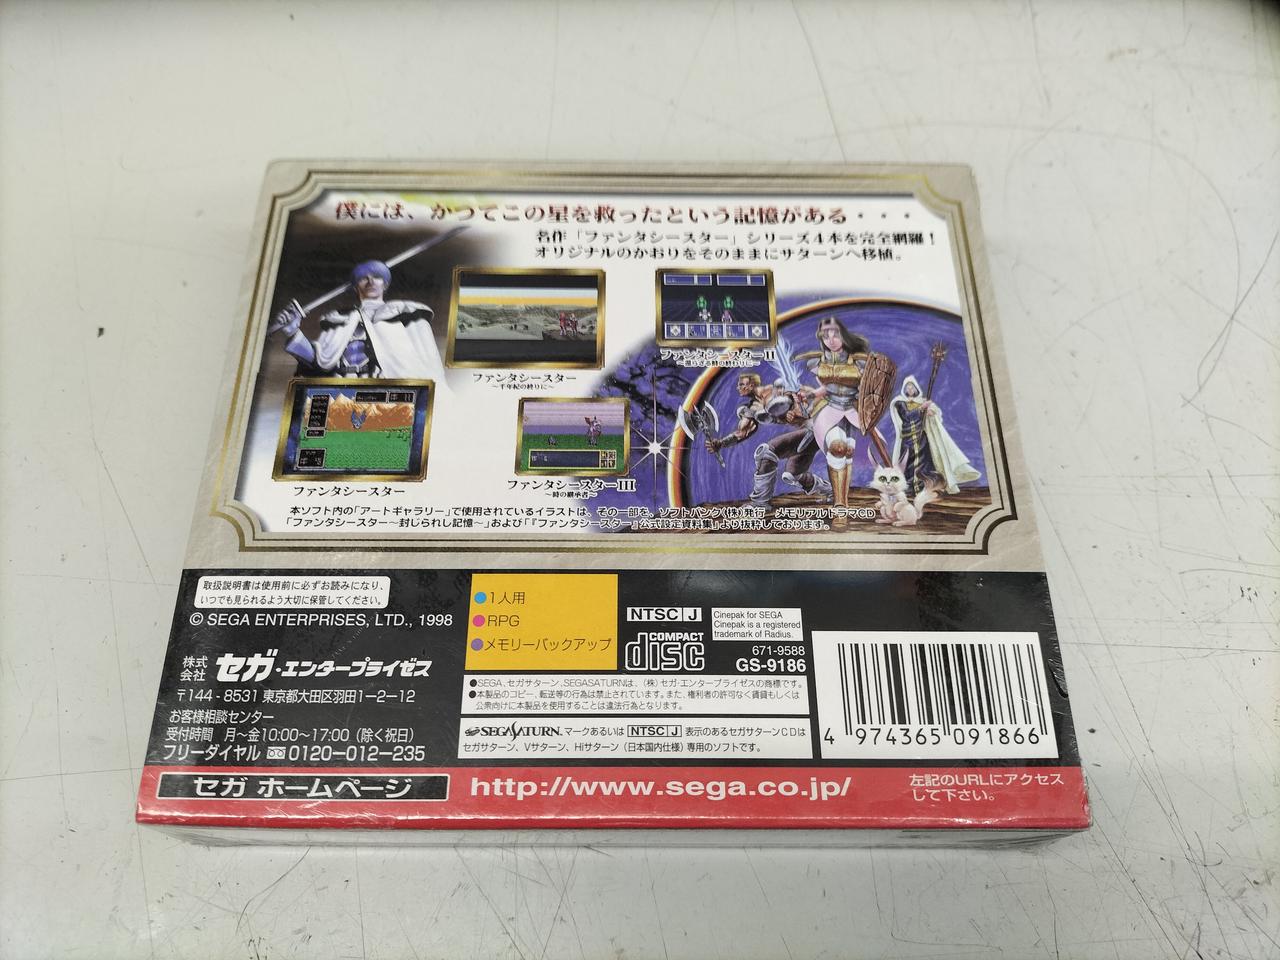 僕には、かつてこの星を救ったという記憶がある・・・
名作「ファンタシースター」シリーズ4本を完全網羅！
オリジナルのかおりをそのままにサターンへ移植。
ファンタシースター
～千年紀の終りに～
ファンタシースターII
～還らざる時の終わりに～
ファンタシースター
ファンタシースターIII
～時の継承者～
本ソフト内の「アートギャラリー」で使用されているイラストは、その一部を、ソフトバンク(株)発行 メモリアルドラマCD
「ファンタシースター～封じられし記憶～」および「『ファンタシースター』公式設定資料集」より抜粋しております。
取扱説明書は使用前に必ずお読みになり、
いつでも見られるよう大切に保管してください。
© SEGA ENTERPRISES, LTD., 1998
株式会社 セガ・エンタープライゼス
〒144-8531 東京都大田区羽田1-2-12
お客様相談センター
受付時間 月～金10:00～17:00（除く祝日）
フリーダイヤル 0120-012-235
●1人用
●RPG
●メモリーバックアップ
NTSC J
COMPACT disc
Cinepak for SEGA
Cinepak is a registered
trademark of Radius.
671-9588
GS-9186
●SEGA、セガサターン、SEGASATURNは、(株)セガ・エンタープライゼスの商標です。
●本製品のコピー、転送等の行為は禁止されています。また、権利者の許可なく賃貸もしくは
公衆向けに本製品を使用することは違法行為となります。
SEGA SATURN マークあるいは NTSC J 表示のあるセガサターンCDは
セガサターン、Vサターン、Hiサターン（日本国内仕様）専用のソフトです。
4 974365 091866
セガ ホームページ
http://www.sega.co.jp/
左記のURLにアクセス
して下さい。